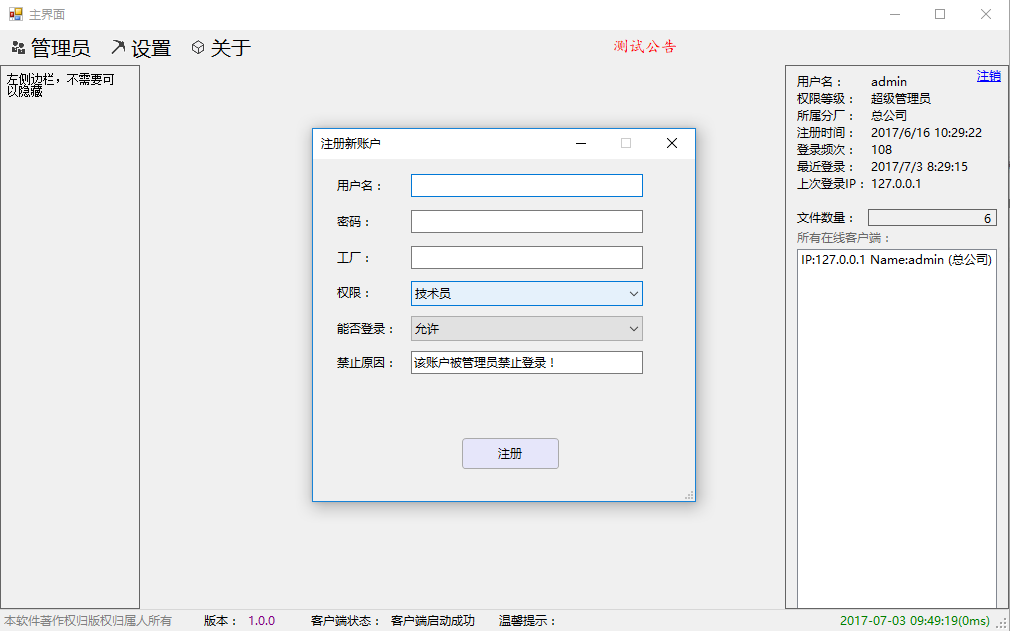 主界面
管理员 设置 关于
测试公告
左侧边栏，不需要可
以隐藏
注册新账户
用户名：
密码：
工厂：
权限： 技术员
能否登录： 允许
禁止原因： 该账户被管理员禁止登录！
注册
注销
用户名： admin
权限等级： 超级管理员
所属分厂： 总公司
注册时间： 2017/6/16 10:29:22
登录频次： 108
最近登录： 2017/7/3 8:29:15
上次登录IP： 127.0.0.1
文件数量： 6
所有在线客户端：
IP:127.0.0.1 Name:admin (总公司)
本软件著作权归版权归属人所有 版本： 1.0.0 客户端状态： 客户端启动成功 温馨提示： 2017-07-03 09:49:19(0ms)